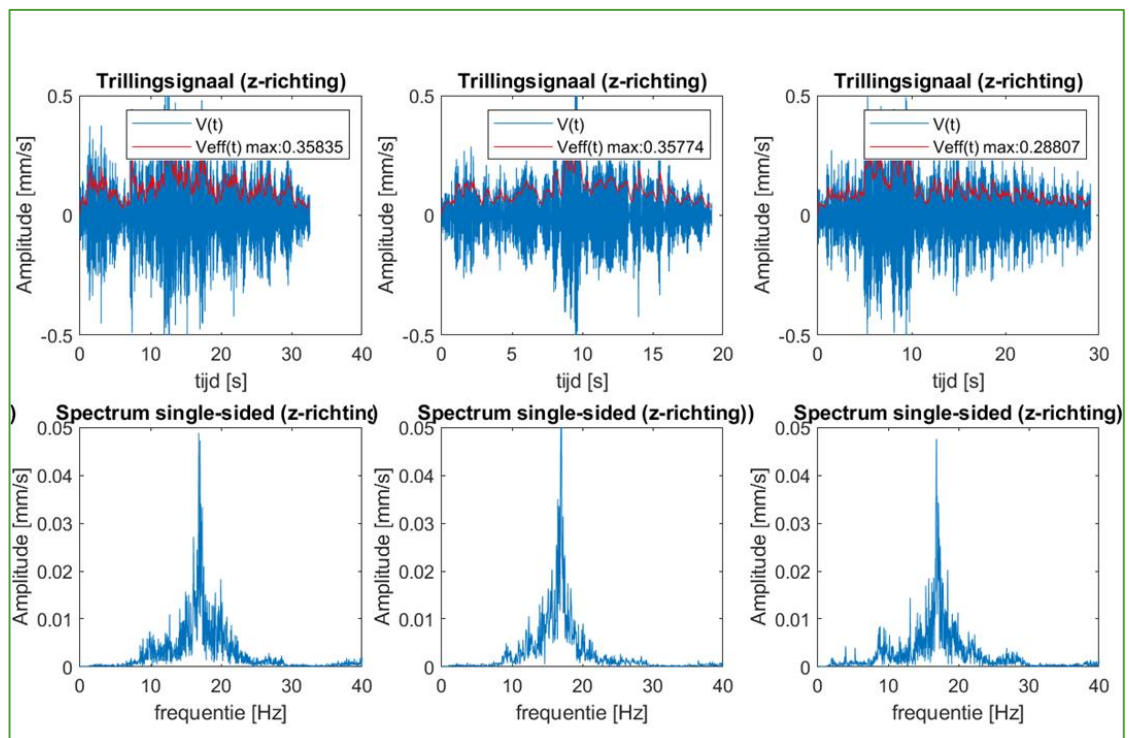 Trillingsignaal (z-richting)
0.5
0
-0.5
Amplitude [mm/s]
V(t)
Veff(t) max:0.35835
0 10 20 30 40
tijd [s]
Trillingsignaal (z-richting)
0.5
0
-0.5
Amplitude [mm/s]
V(t)
Veff(t) max:0.35774
0 5 10 15 20
tijd [s]
Trillingsignaal (z-richting)
0.5
0
-0.5
Amplitude [mm/s]
V(t)
Veff(t) max:0.28807
0 10 20 30
tijd [s]
)
Spectrum single-sided (z-richting)
0.05
0.04
0.03
0.02
0.01
0
Amplitude [mm/s]
0 10 20 30 40
frequentie [Hz]
Spectrum single-sided (z-richting))
0.05
0.04
0.03
0.02
0.01
0
Amplitude [mm/s]
0 10 20 30 40
frequentie [Hz]
Spectrum single-sided (z-richting)
0.05
0.04
0.03
0.02
0.01
0
Amplitude [mm/s]
0 10 20 30 40
frequentie [Hz]